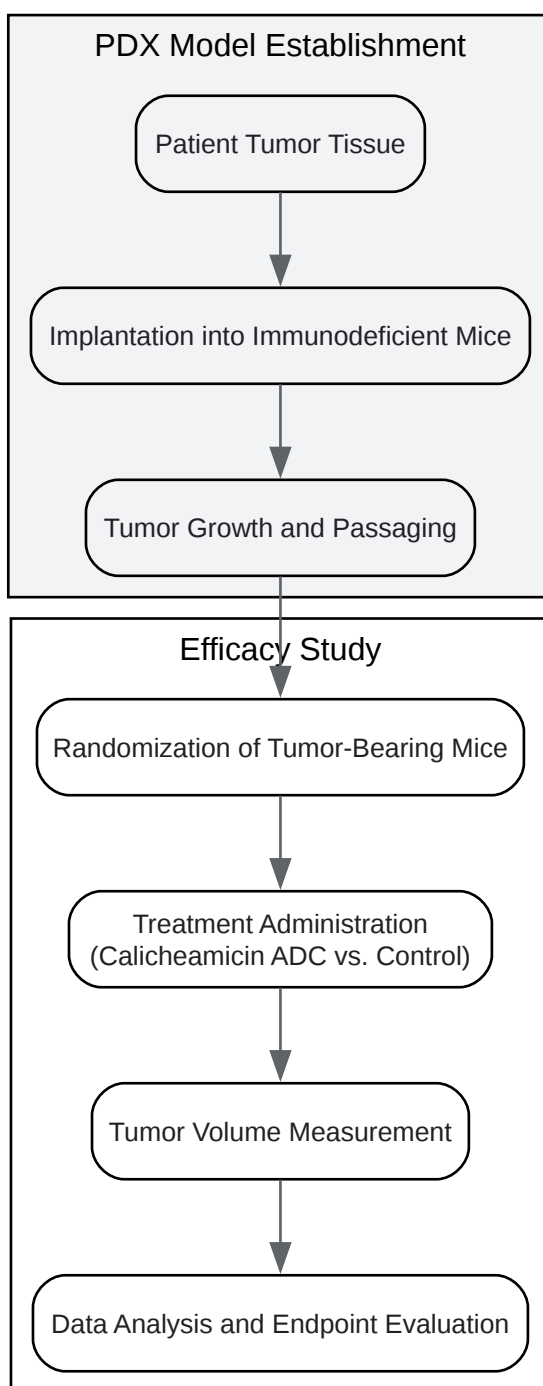 PDX Model Establishment
Patient Tumor Tissue
Implantation into Immunodeficient Mice
Tumor Growth and Passaging
Efficacy Study
Randomization of Tumor-Bearing Mice
Treatment Administration
(Calicheamicin ADC vs. Control)
Tumor Volume Measurement
Data Analysis and Endpoint Evaluation